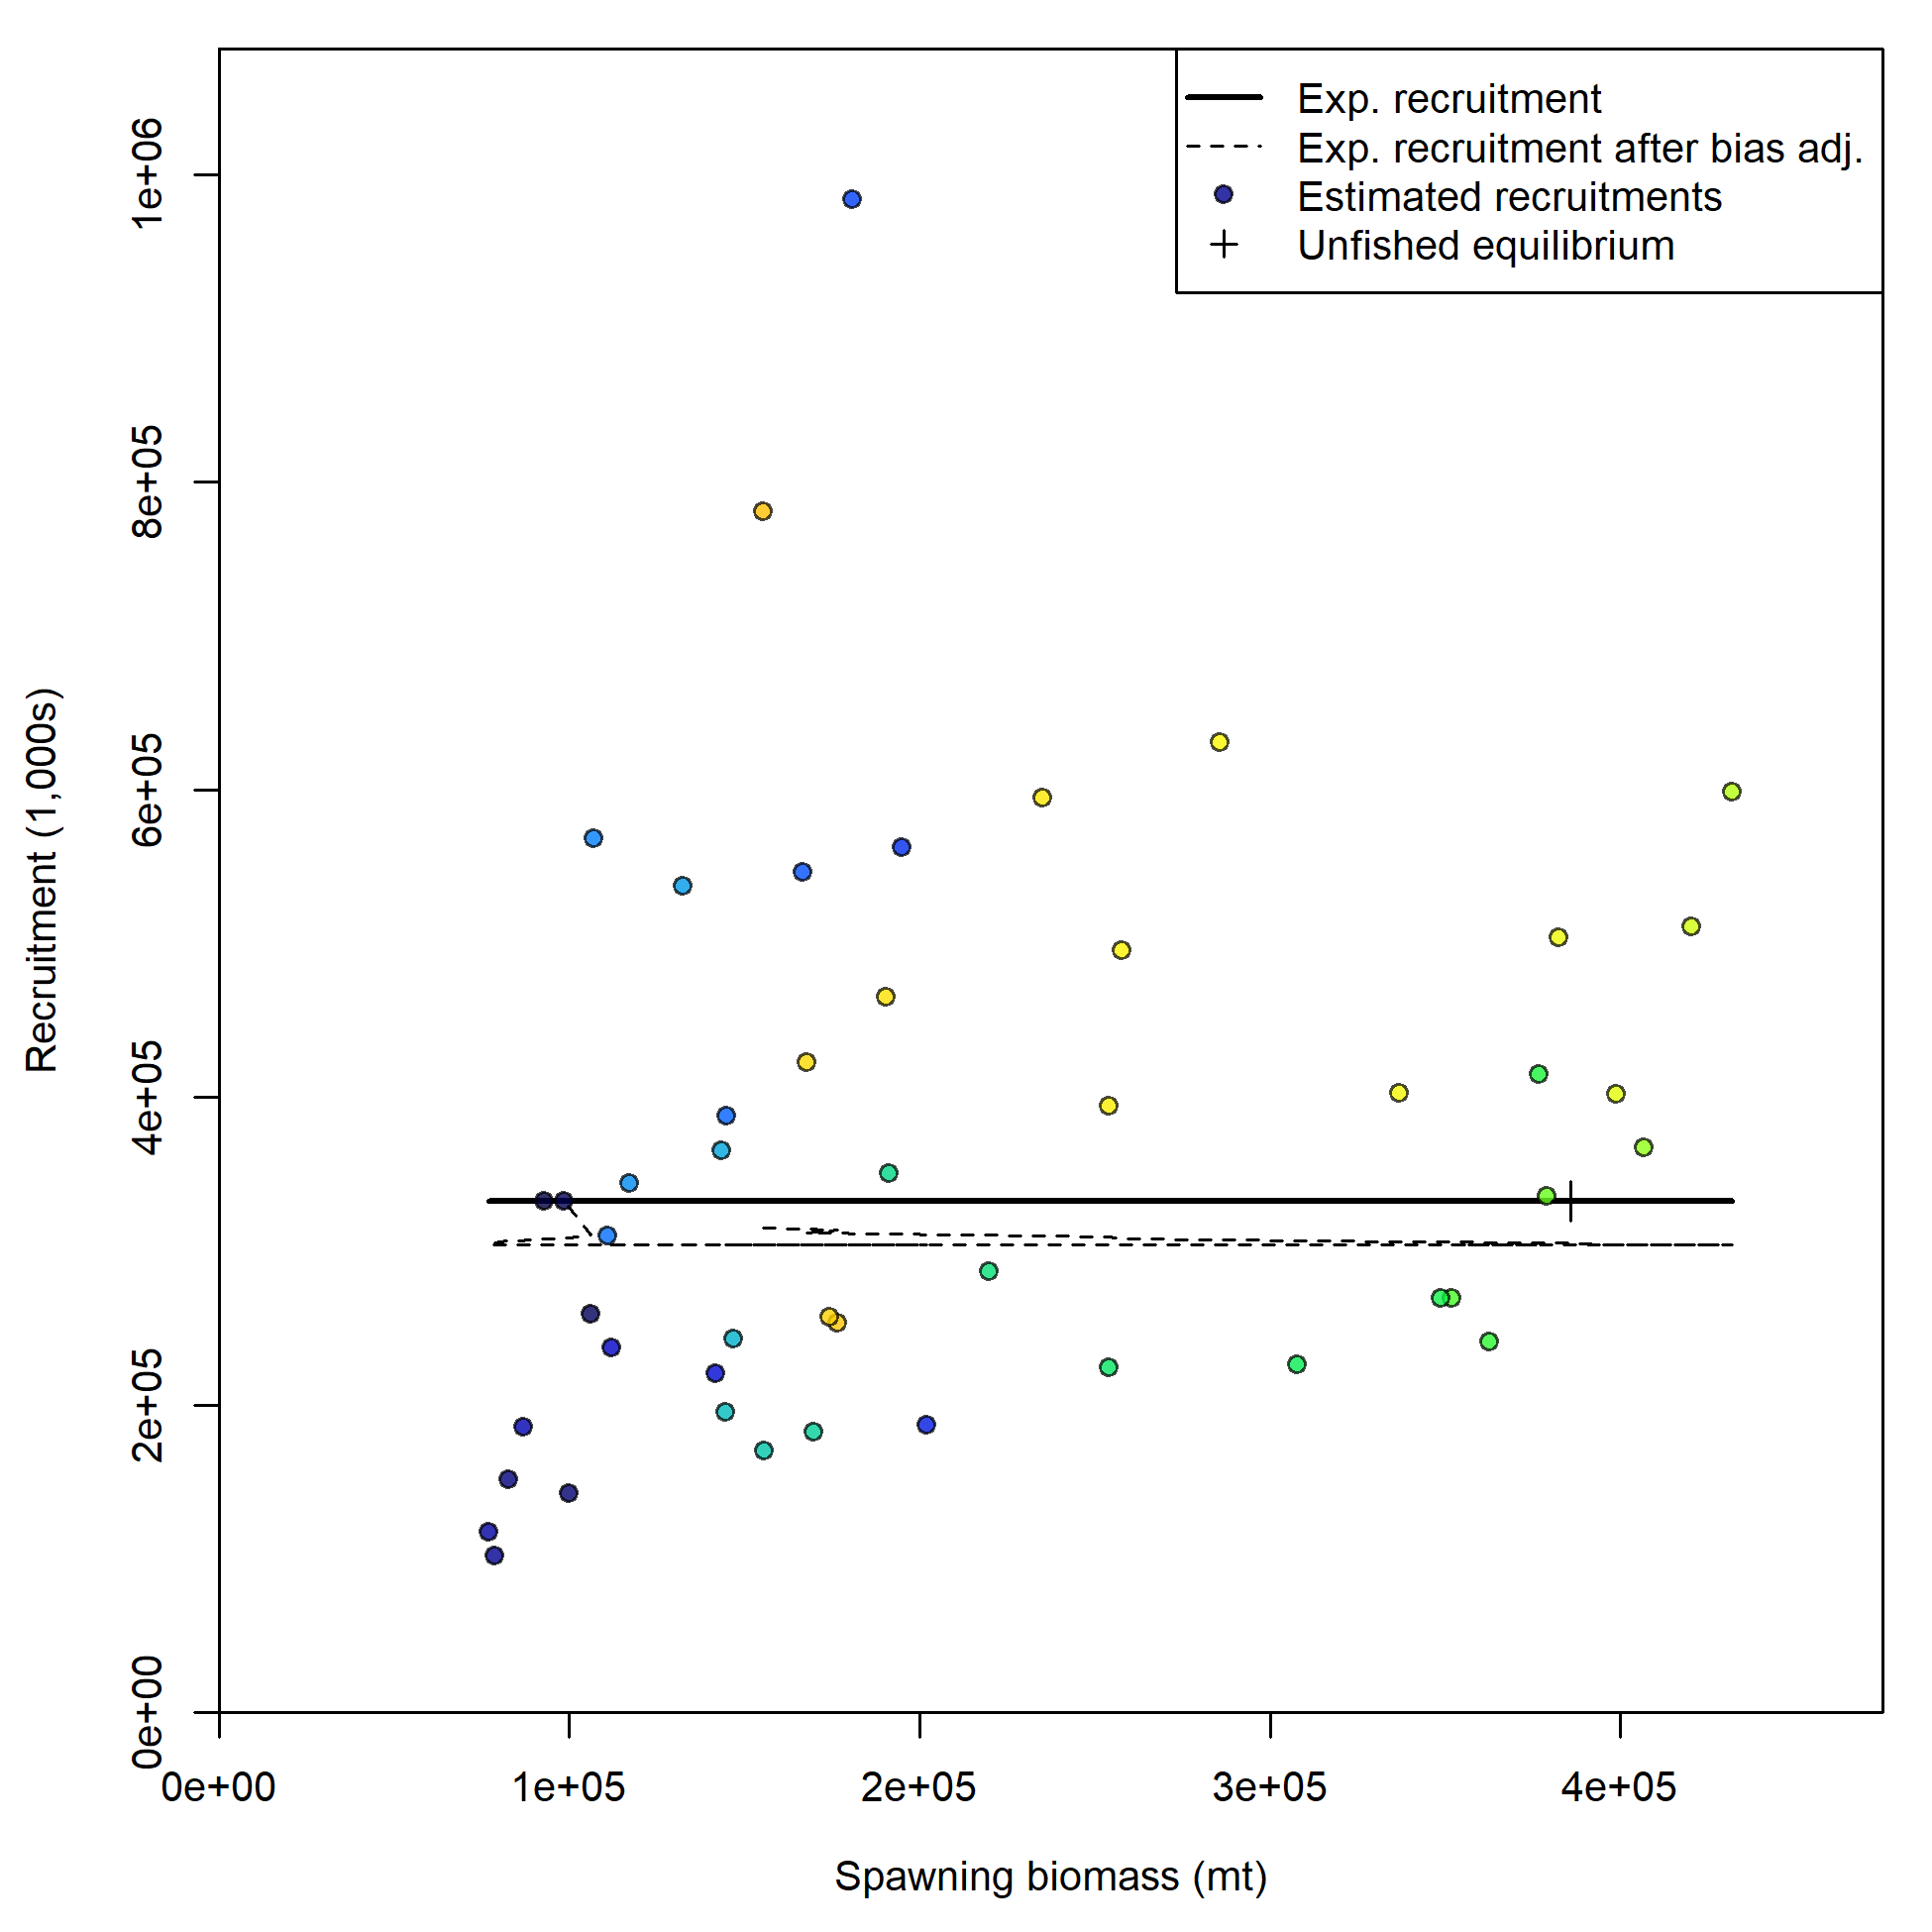 Exp. recruitment
Exp. recruitment after bias adj.
Estimated recruitments
Unfished equilibrium
Recruitment (1,000s)
1e+06
8e+05
6e+05
4e+05
2e+05
0e+00
0e+00 1e+05 2e+05 3e+05 4e+05
Spawning biomass (mt)